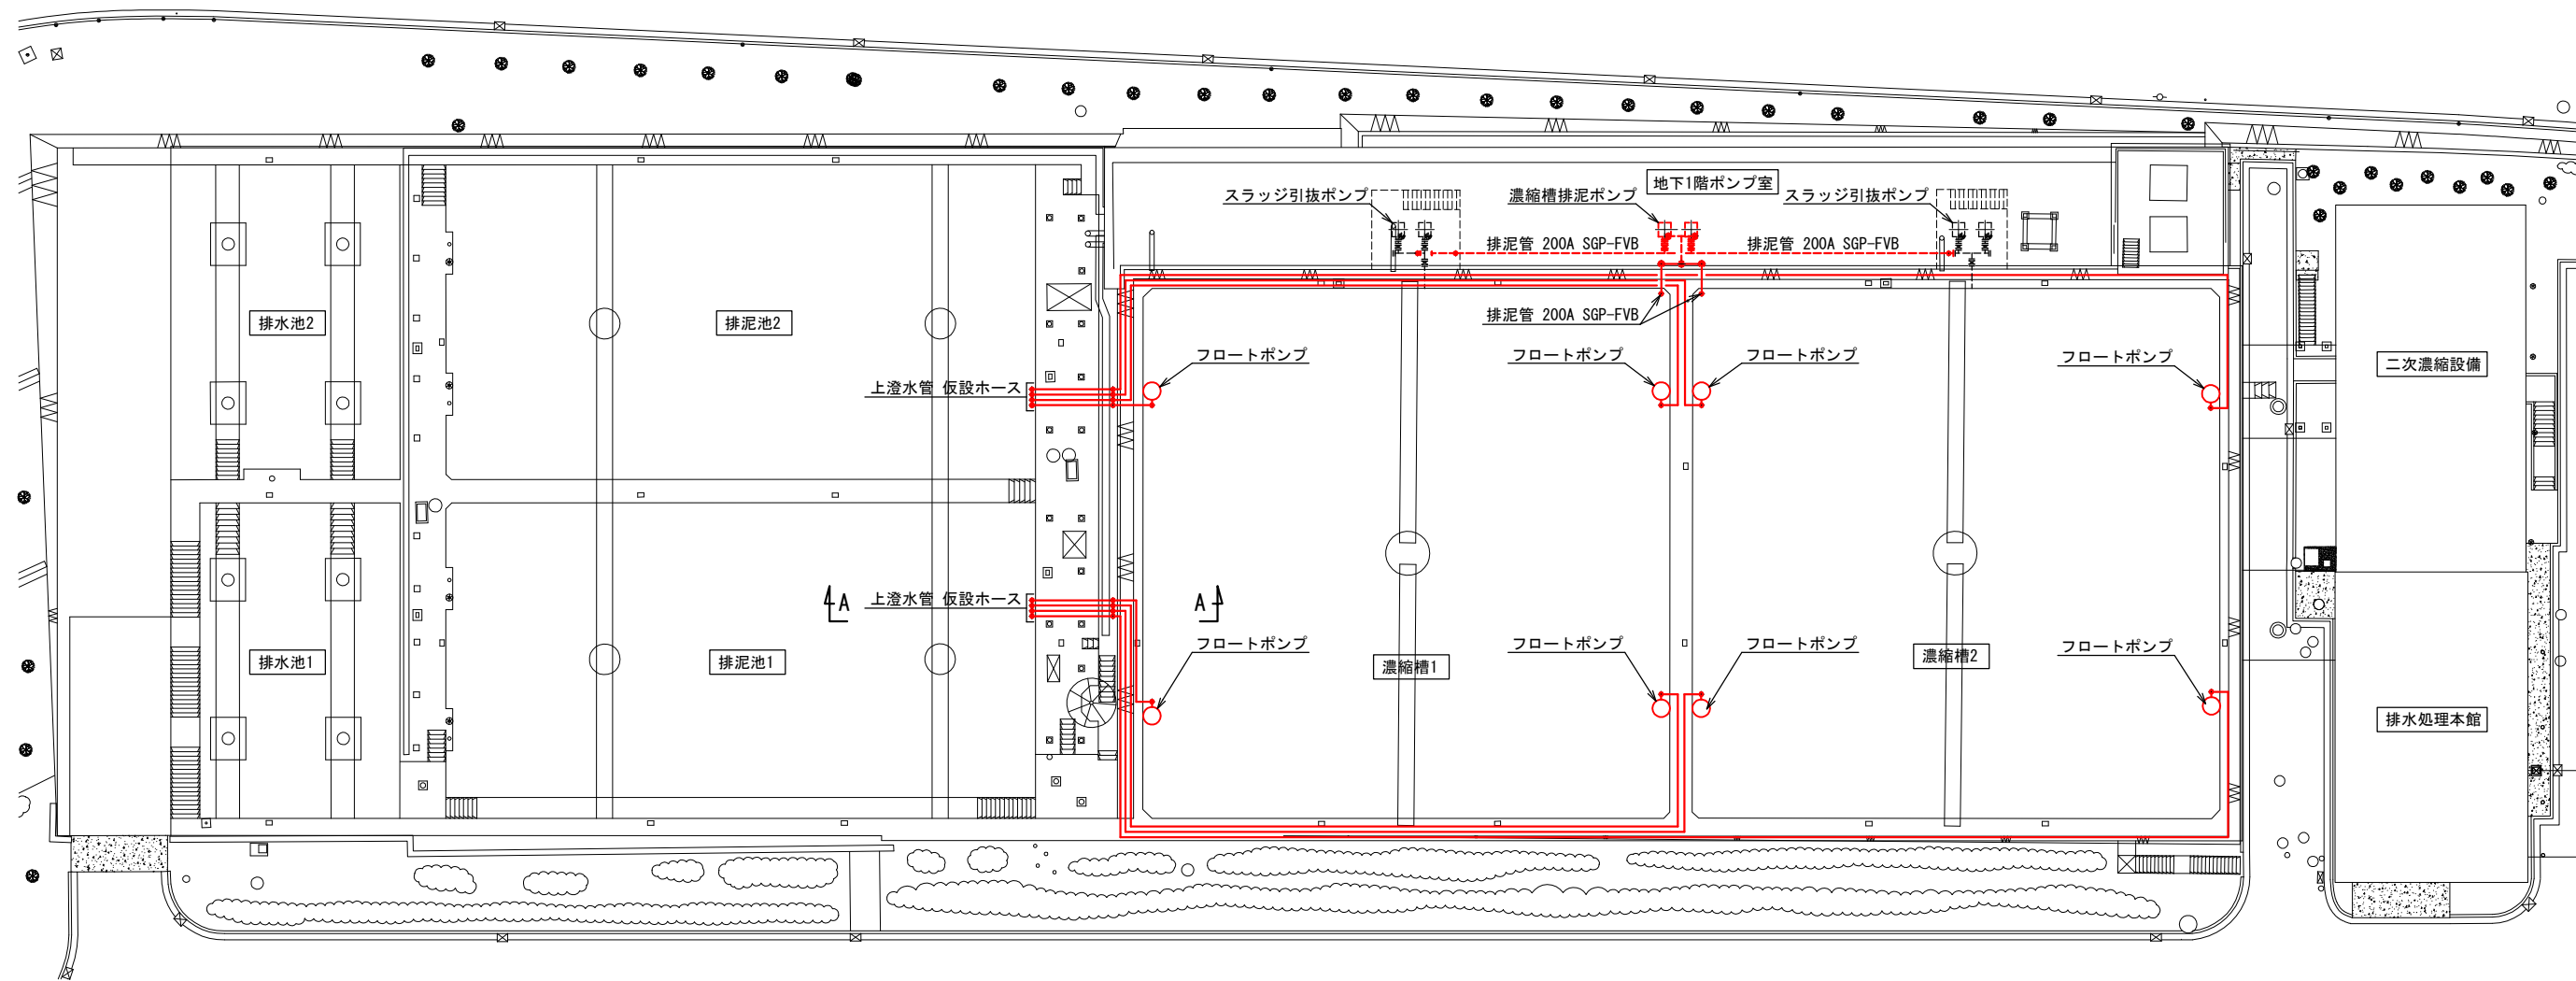 地下1階ポンプ室
スラッジ引抜ポンプ
濃縮槽排泥ポンプ
スラッジ引抜ポンプ
排泥管 200A SGP-FVB
排泥管 200A SGP-FVB
排泥管 200A SGP-FVB
排水池2
排泥池2
フロートポンプ
フロートポンプ
フロートポンプ
フロートポンプ
二次濃縮設備
上澄水管 仮設ホース
上澄水管 仮設ホース
A
A
フロートポンプ
フロートポンプ
フロートポンプ
フロートポンプ
排水池1
排泥池1
濃縮槽1
濃縮槽2
排水処理本館